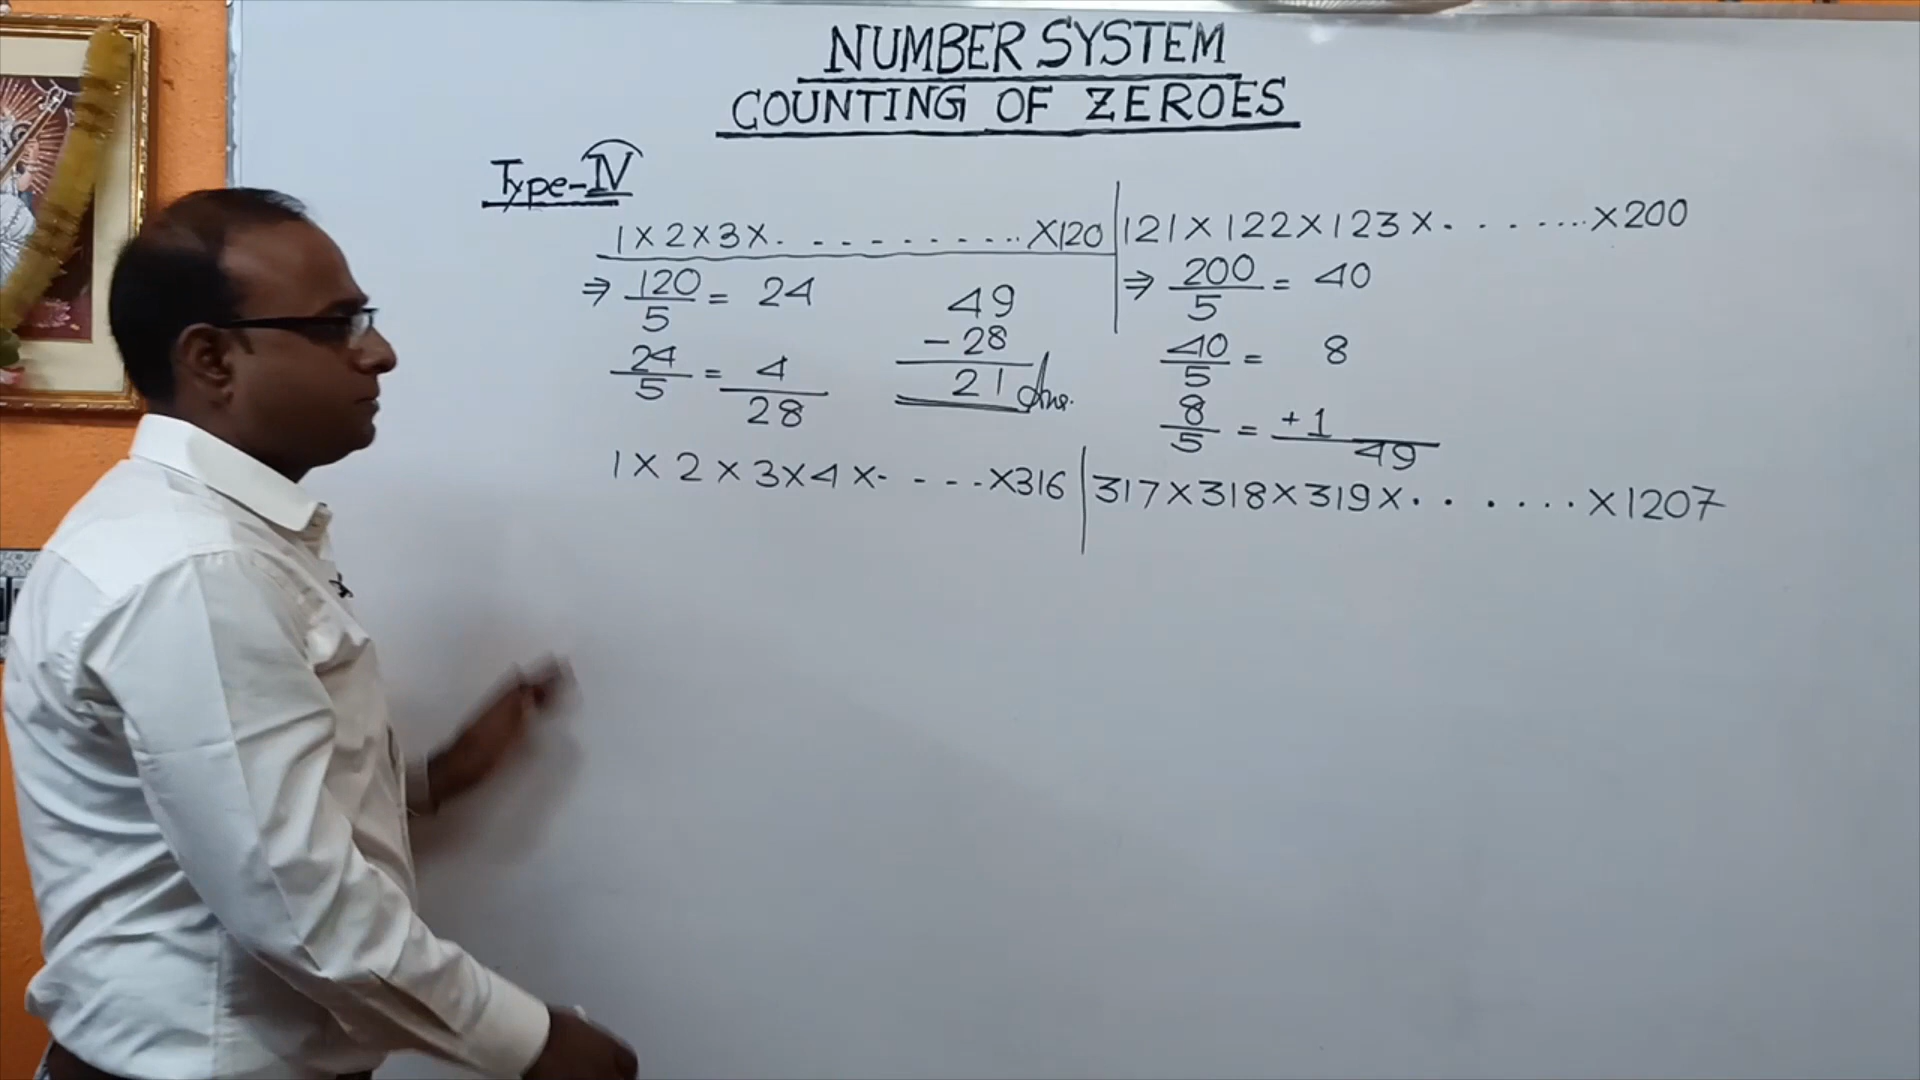 NUMBER SYSTEM
COUNTING OF ZEROES
Type-IV
1×2×3×. - - - - - - - - ..×120 | 121×122×123×. . . . ....×200
⇒ 120/5 = 24
24/5 = 4
28
49
- 28
21 Ans.
⇒ 200/5 = 40
40/5 = 8
8/5 = +1
49
1×2×3×4×. - - - .×316 | 317×318×319×. . . . . . .×1207